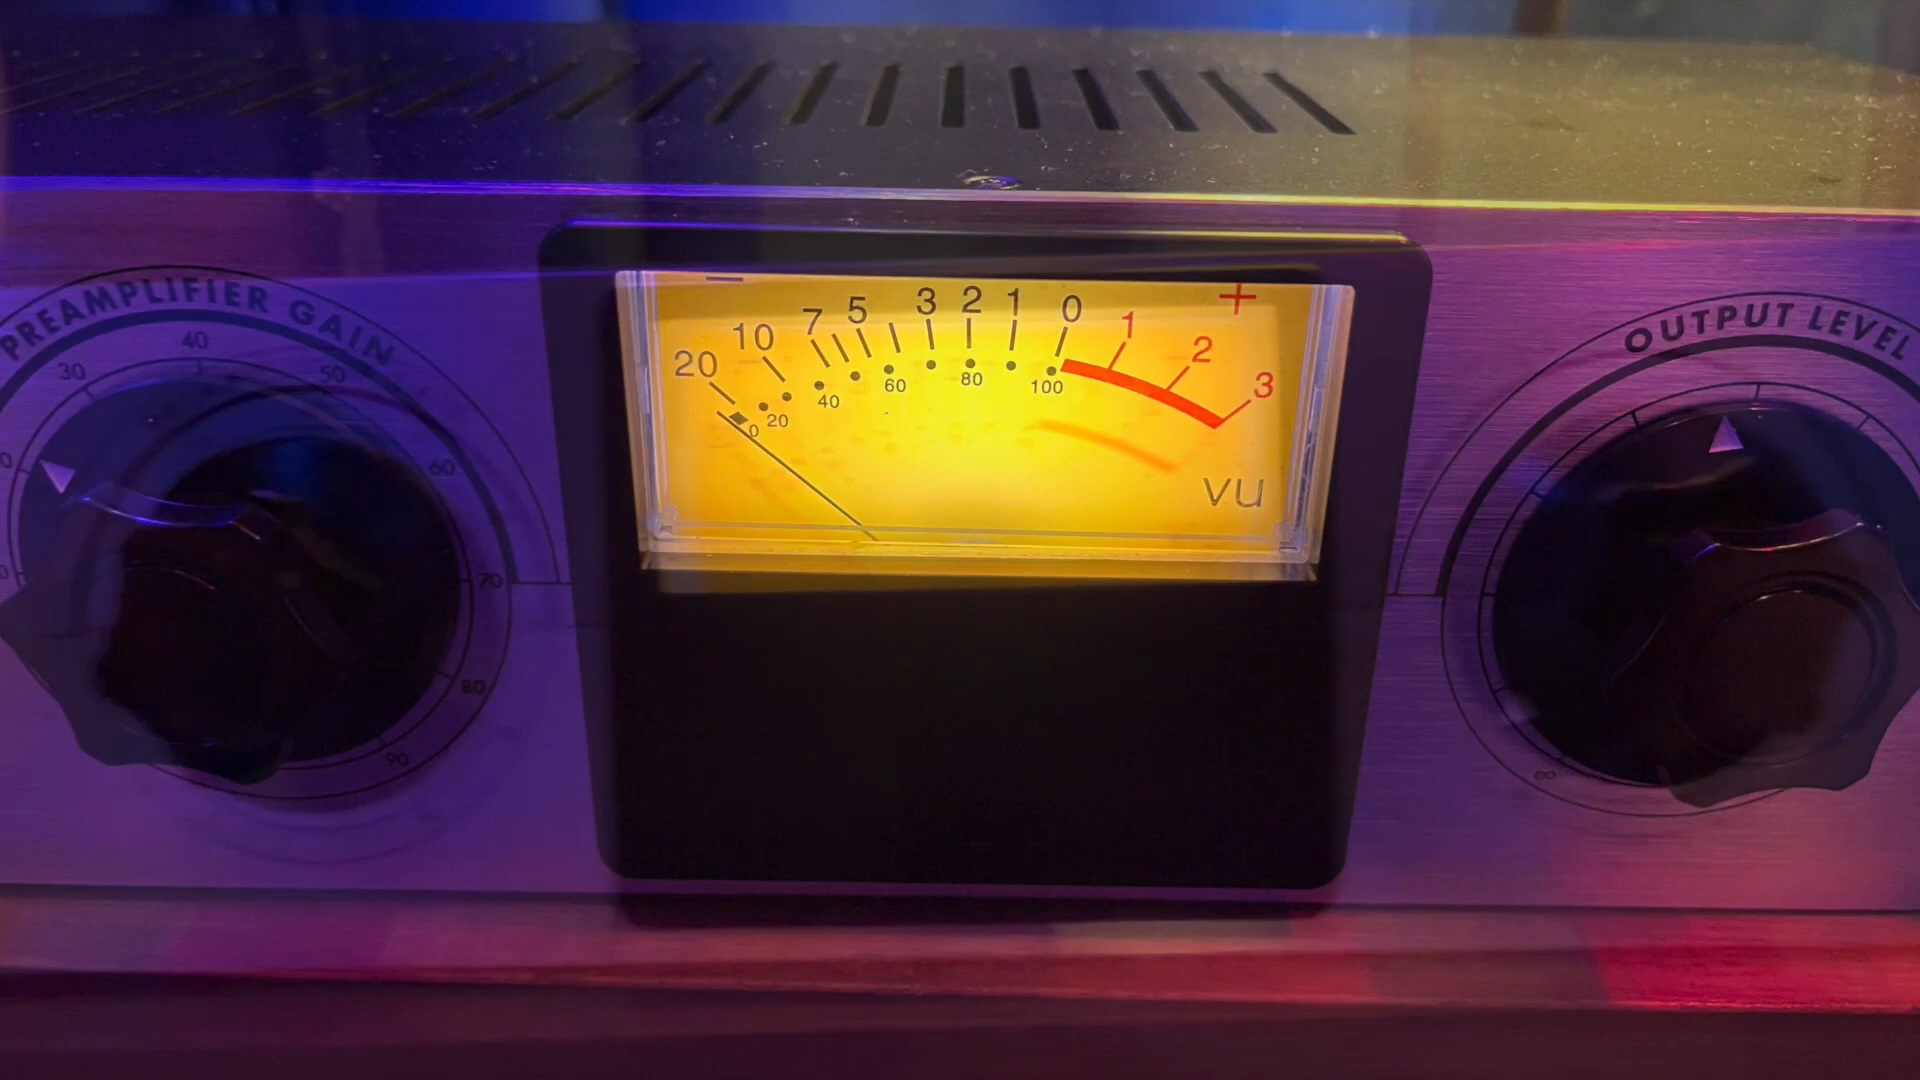 PREAMPLIFIER GAIN
30 40 50 60 70 80 90
− +
20 10 7 5 3 2 1 0 1 2 3
0 20 40 60 80 100
VU
OUTPUT LEVEL
∞